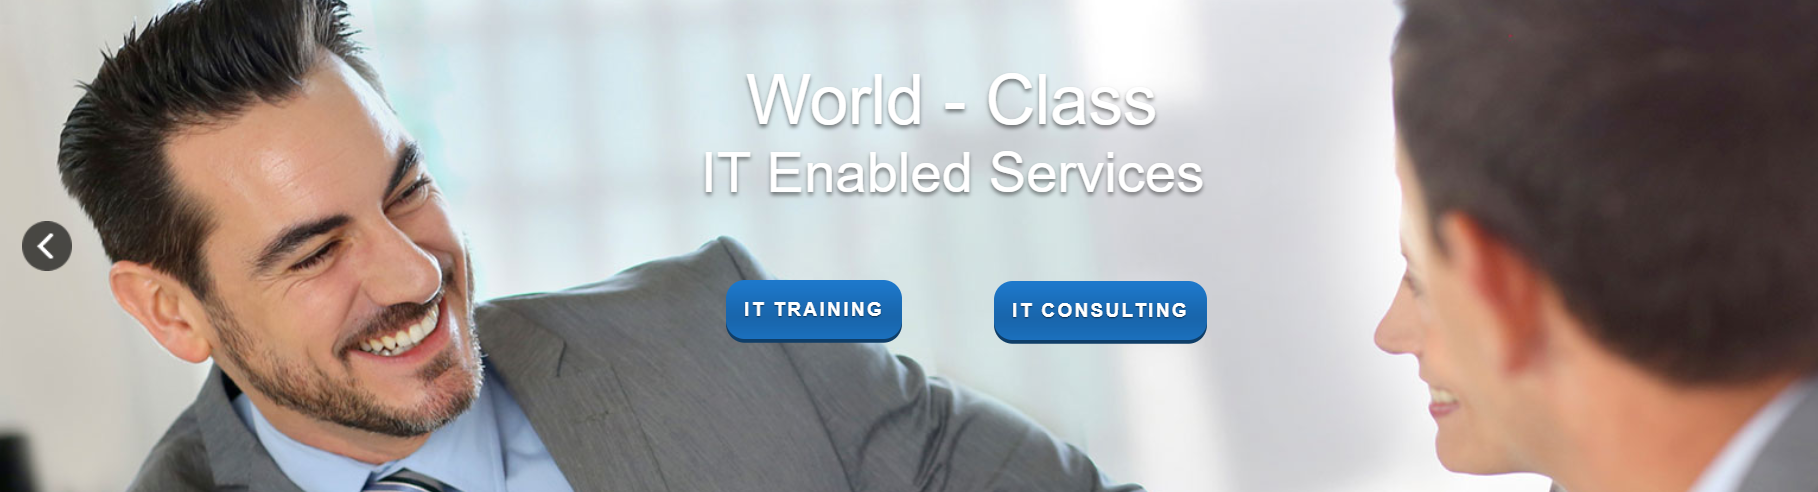 World - Class
IT Enabled Services
IT TRAINING
IT CONSULTING